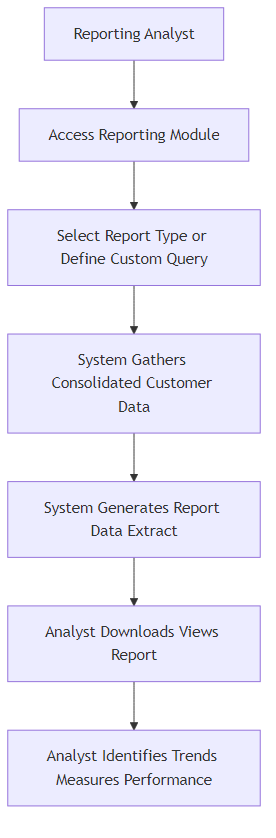 Reporting Analyst
Access Reporting Module
Select Report Type or
Define Custom Query
System Gathers
Consolidated Customer
Data
System Generates Report
Data Extract
Analyst Downloads Views
Report
Analyst Identifies Trends
Measures Performance